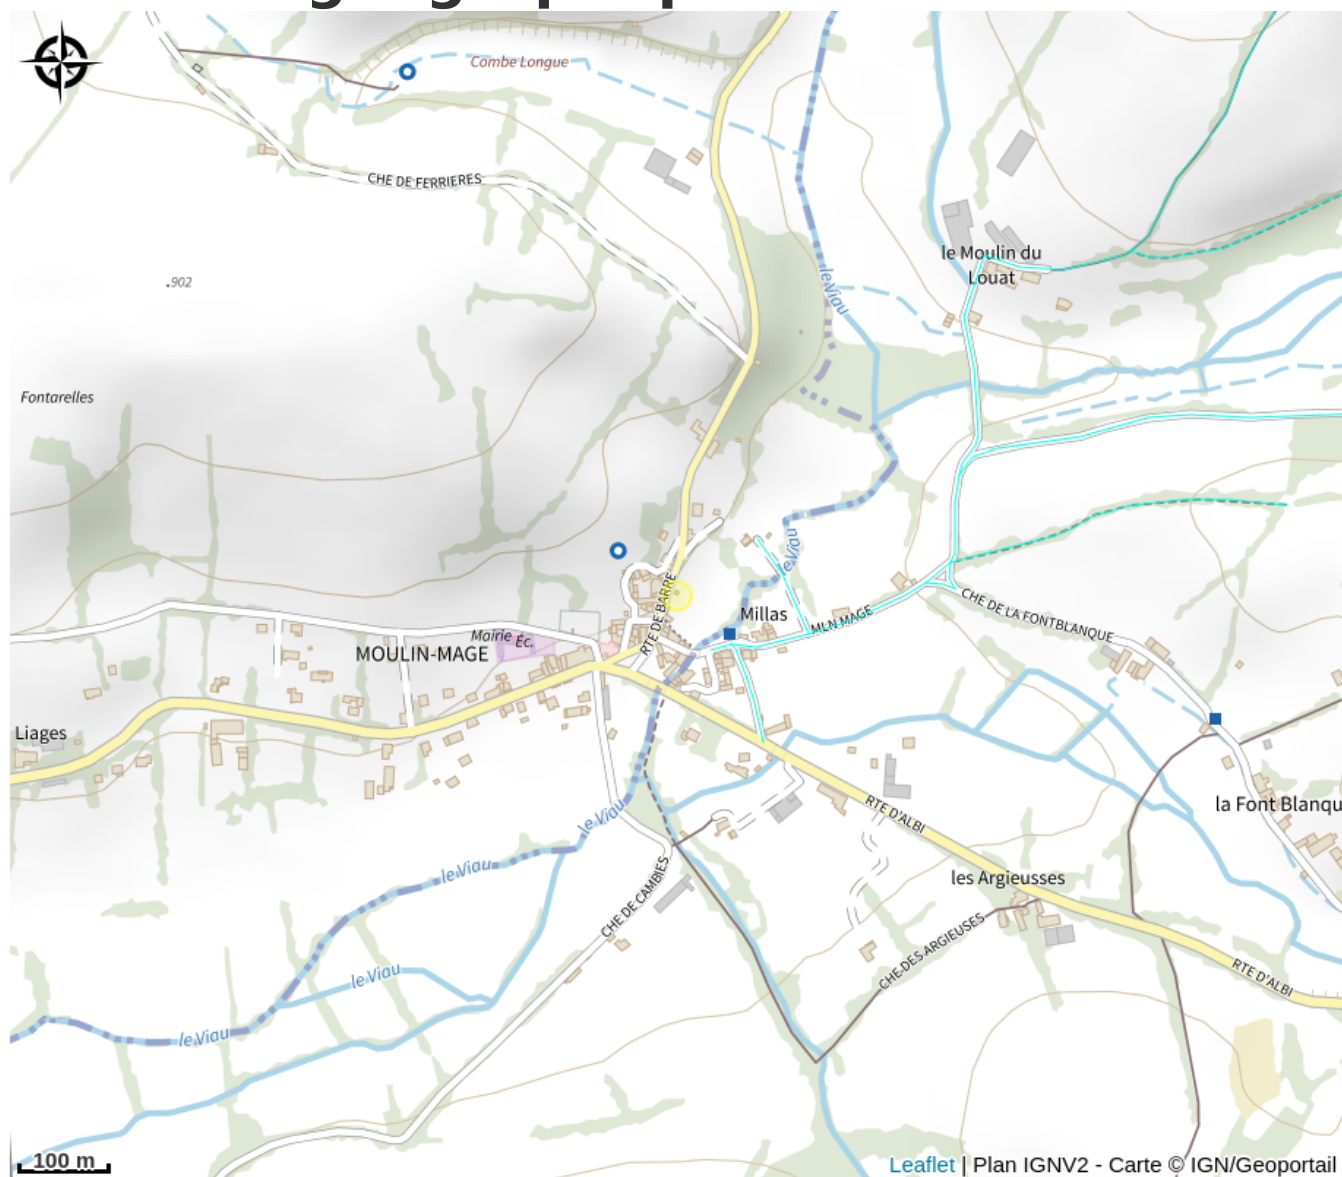 Combe Longue
CHE DE FERRIERES
le Moulin du
Louat
.902
le Viau
Fontarelles
le Viau
RTE DE BARRE
Millas
MLN MAGE
CHE DE LA FONTBLANQUE
Mairie
Éc.
MOULIN-MAGE
Liages
la Font Blanqu
RTE D'ALBI
le Viau
le Viau
les Argieusses
CHE DE CAMBIES
CHE DES ARGIEUSES
le Viau
RTE D'ALBI
le Viau
100 m
Leaflet | Plan IGNV2 - Carte © IGN/Geoportail